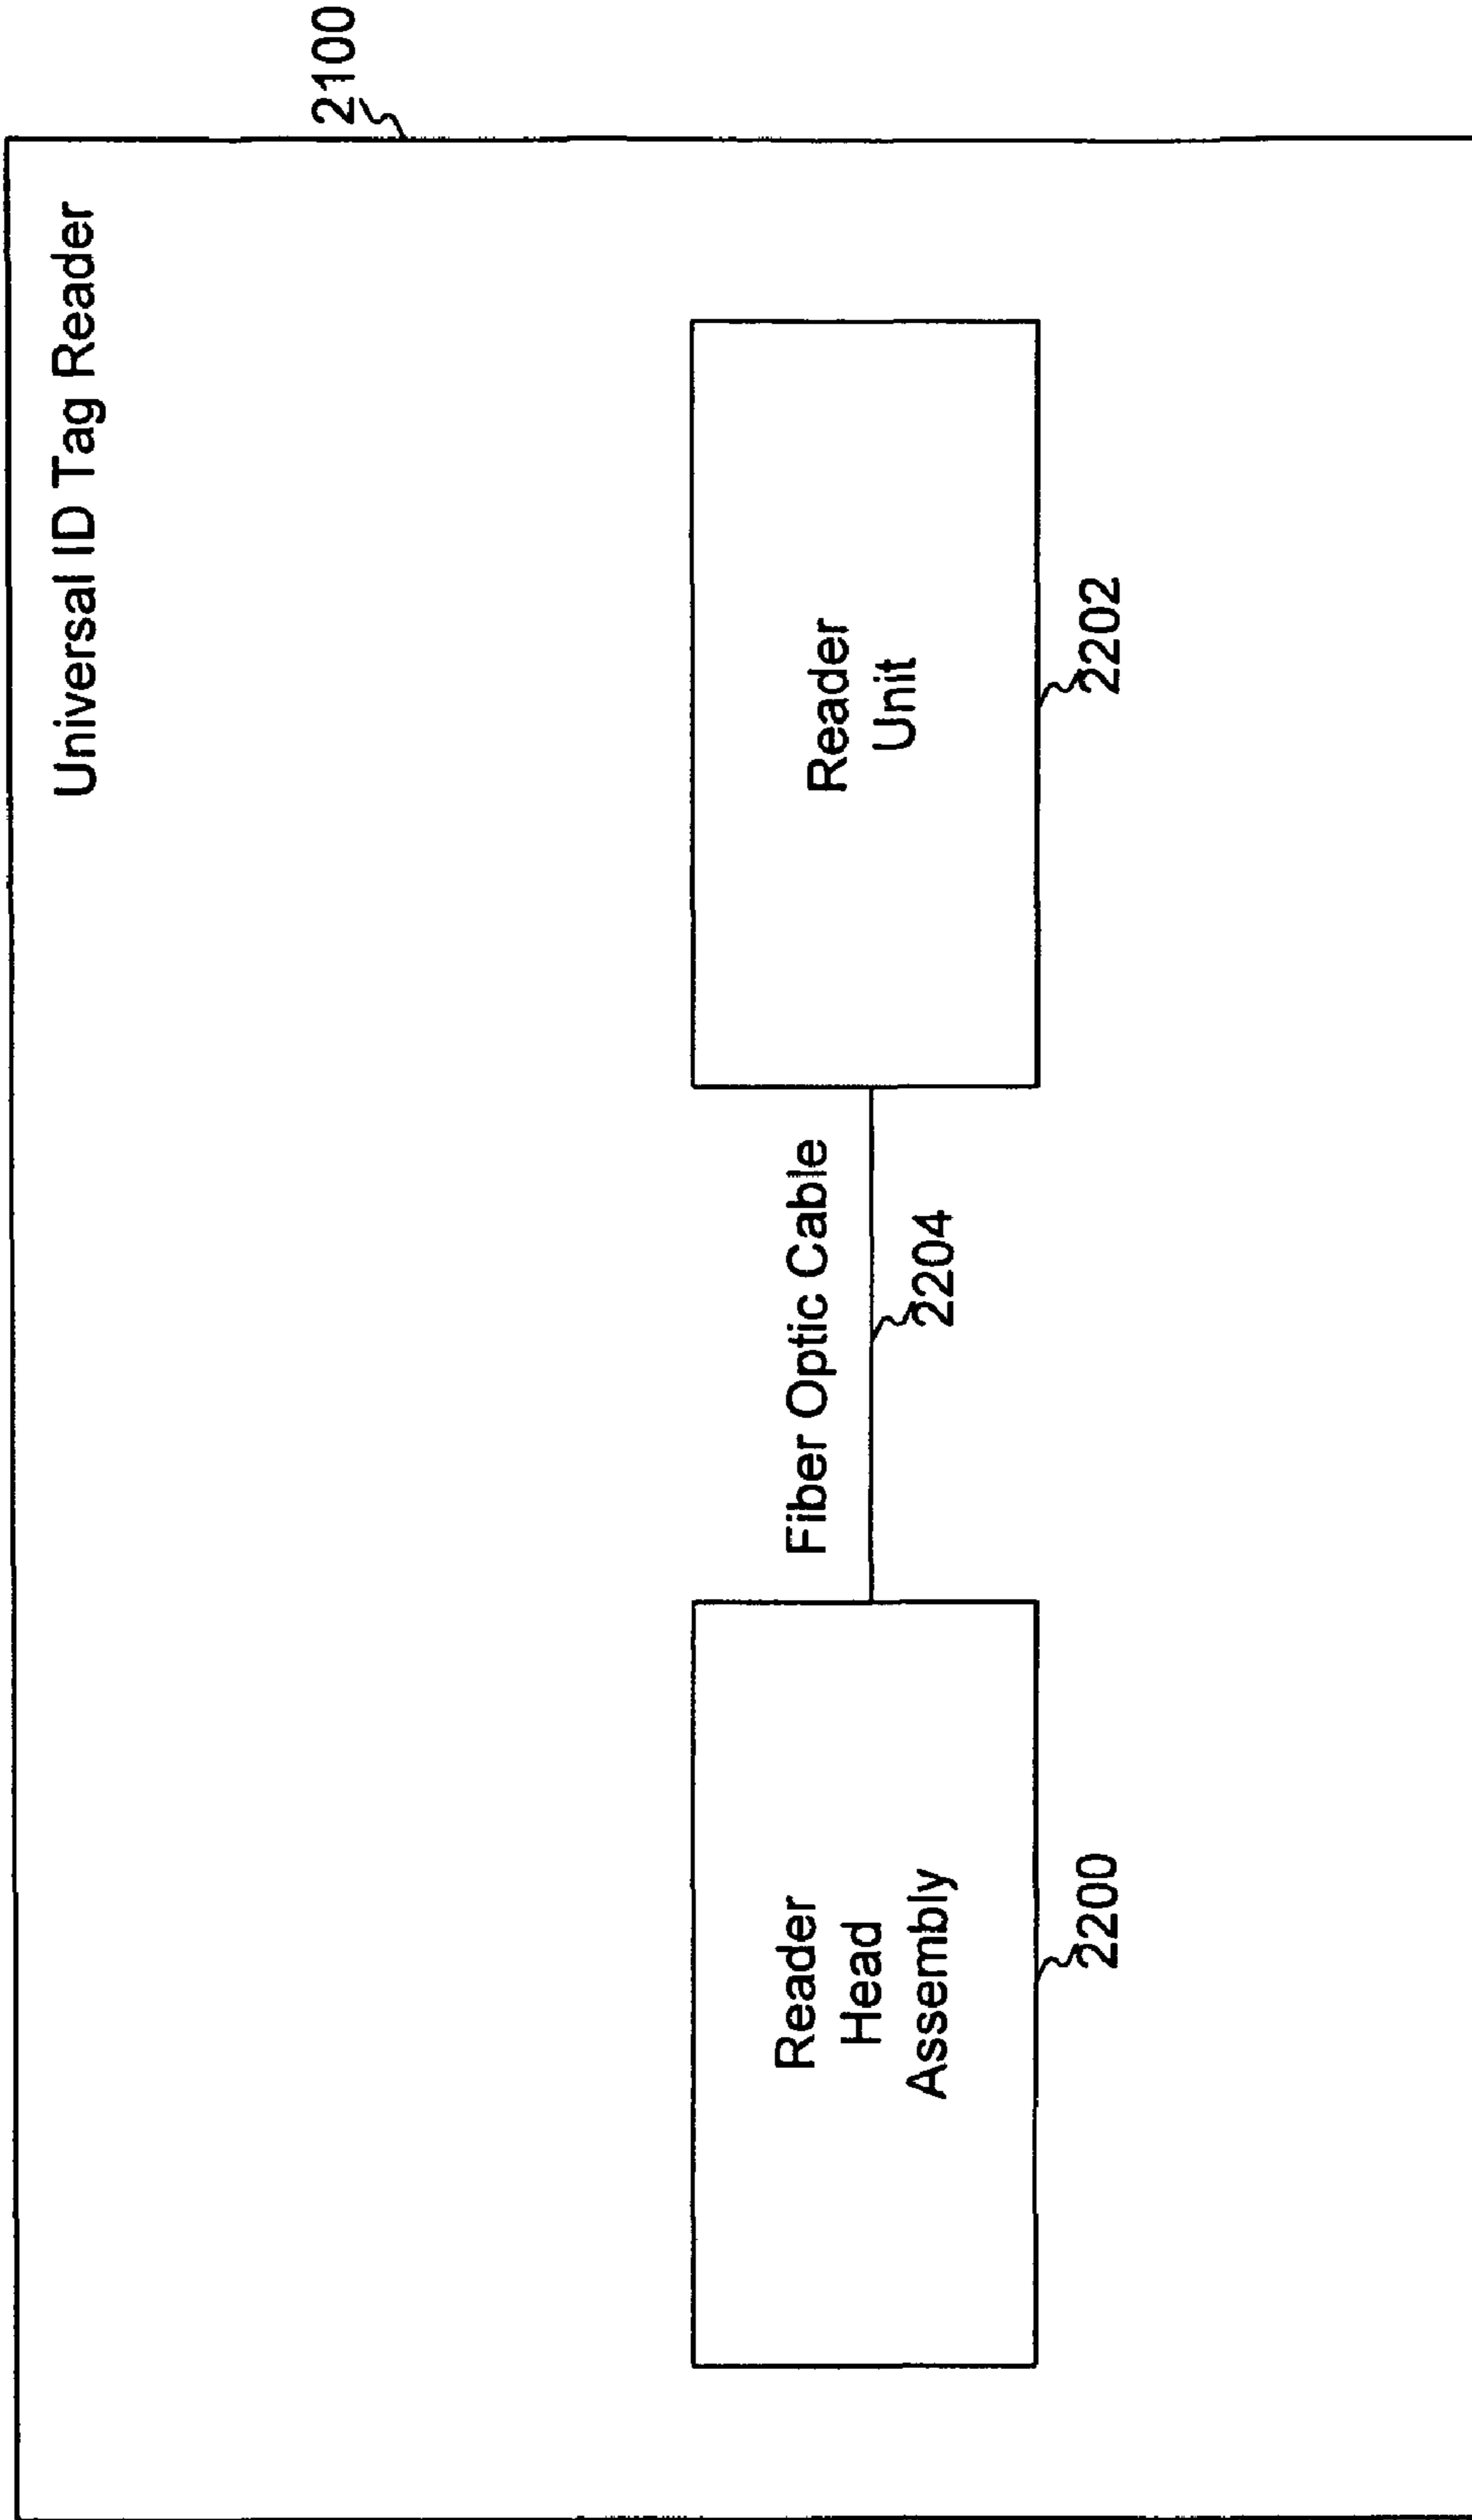 Universal ID Tag Reader
2100
Reader
Head
Assembly
2200
Fiber Optic Cable
2204
Reader
Unit
2202